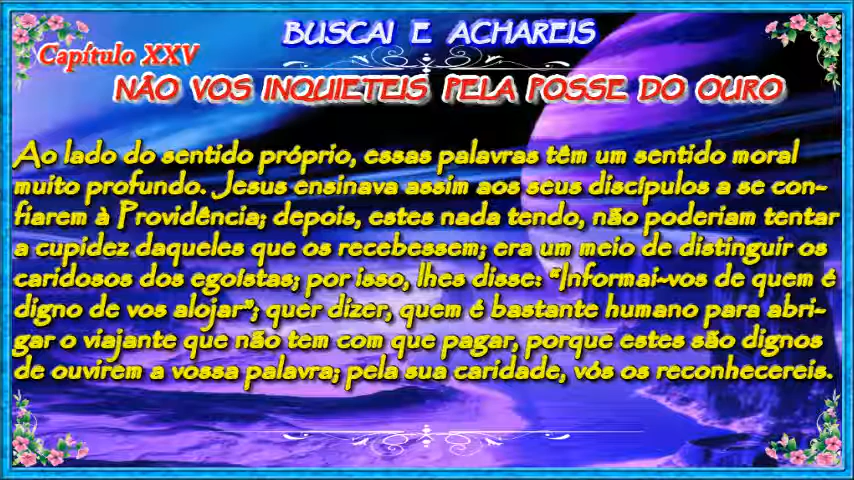 BUSCAI E ACHAREIS
Capítulo XXV
NÃO VOS INQUIETEIS PELA POSSE DO OURO
Ao lado do sentido próprio, essas palavras têm um sentido moral
muito profundo. Jesus ensinava assim aos seus discípulos a se con-
fiarem à Providência; depois, estes nada tendo, não poderiam tentar
a cupidez daqueles que os recebessem; era um meio de distinguir os
caridosos dos egoístas; por isso, lhes disse: "Informai-vos de quem é
digno de vos alojar"; quer dizer, quem é bastante humano para abri-
gar o viajante que não tem com que pagar, porque estes são dignos
de ouvirem a vossa palavra; pela sua caridade, vós os reconhecereis.